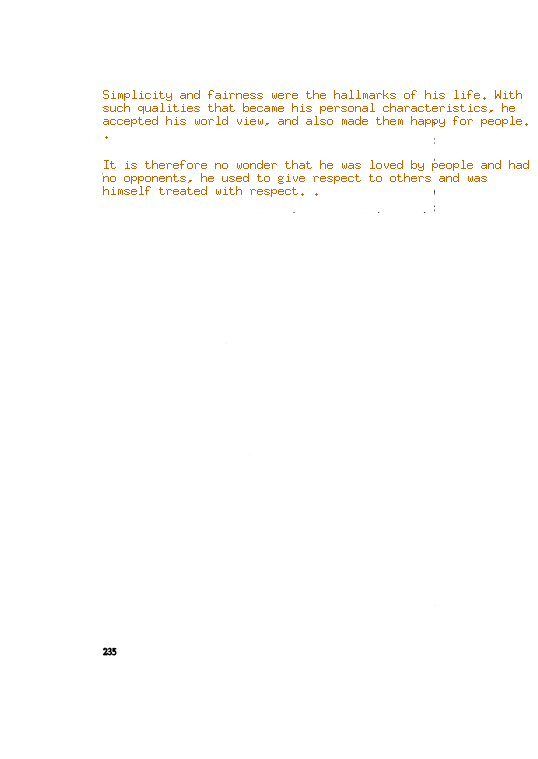 Simplicity and fairness were the hallmarks of his life. With
such qualities that became his personal characteristics, he
accepted his world view, and also made them happy for people.
.
It is therefore no wonder that he was loved by people and had
no opponents, he used to give respect to others and was
himself treated with respect. .
235